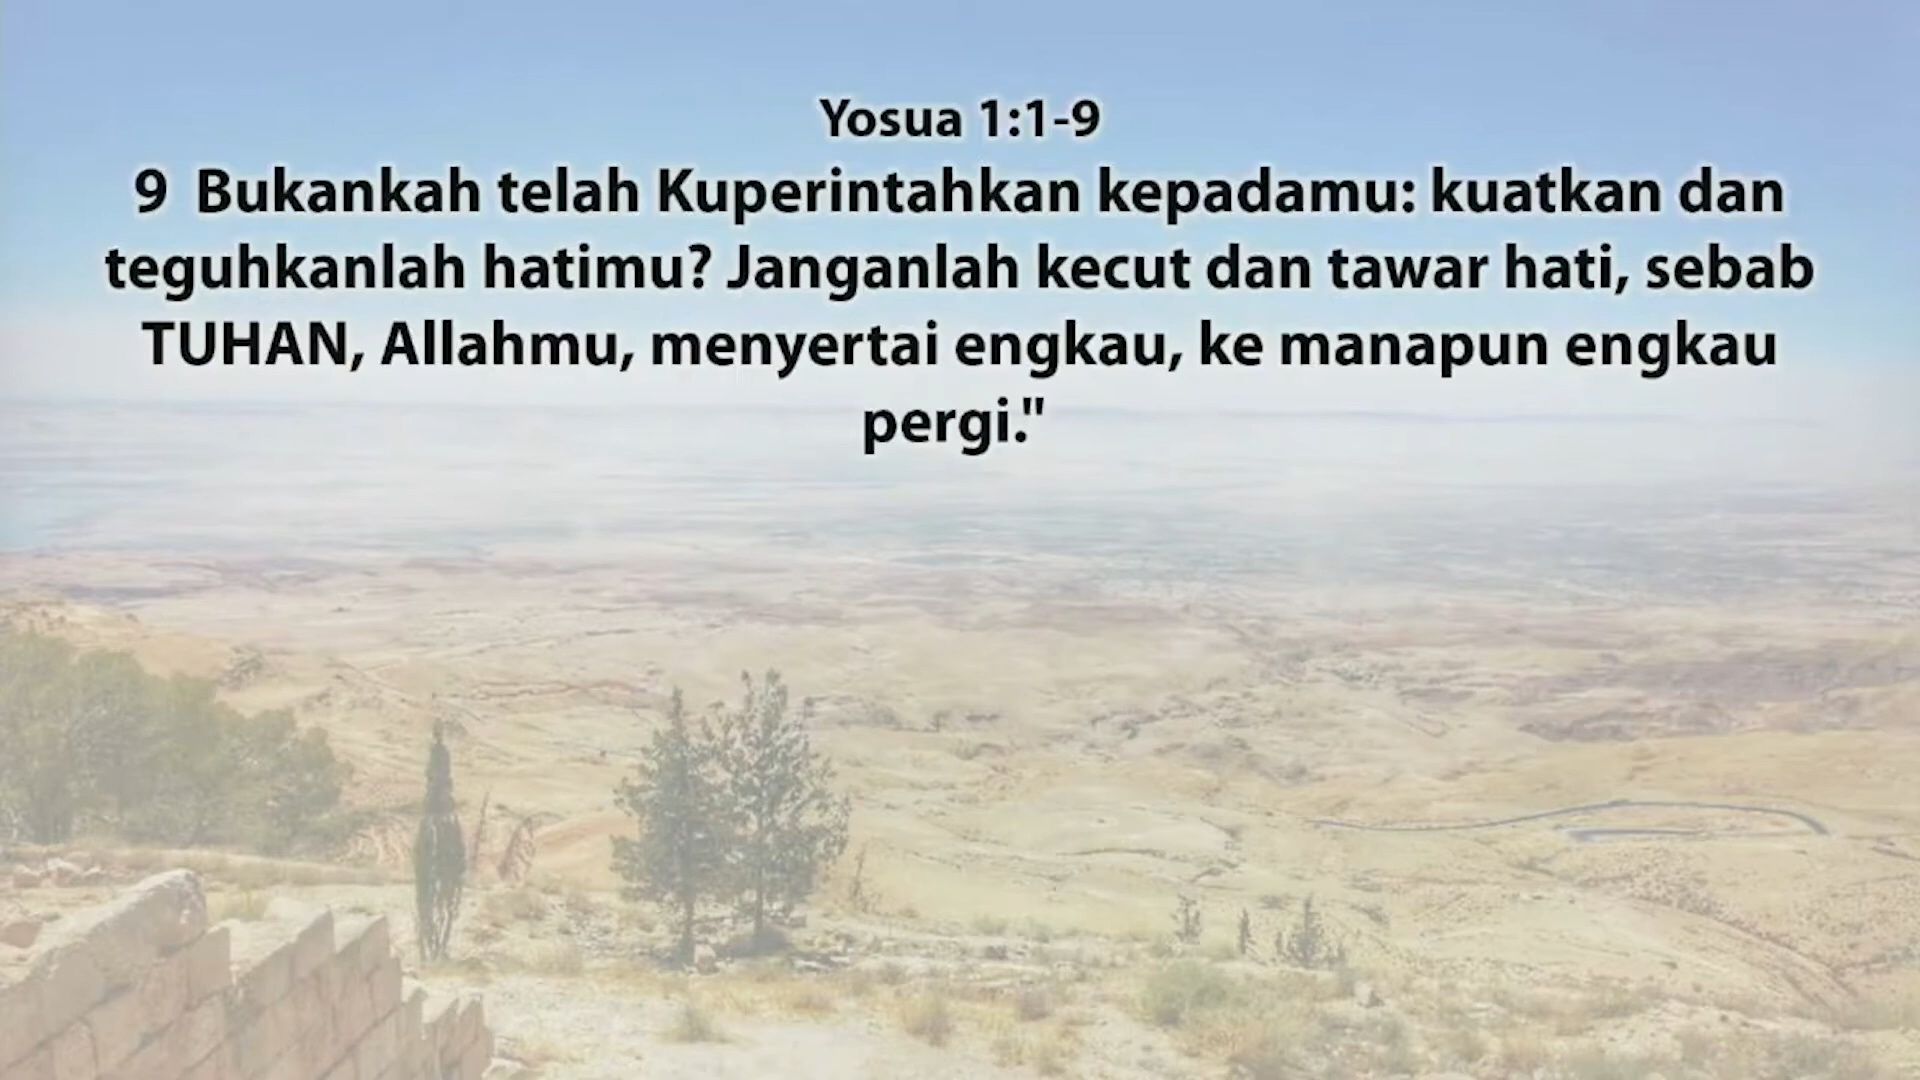 Yosua 1:1-9
9 Bukankah telah Kuperintahkan kepadamu: kuatkan dan
teguhkanlah hatimu? Janganlah kecut dan tawar hati, sebab
TUHAN, Allahmu, menyertai engkau, ke manapun engkau
pergi."